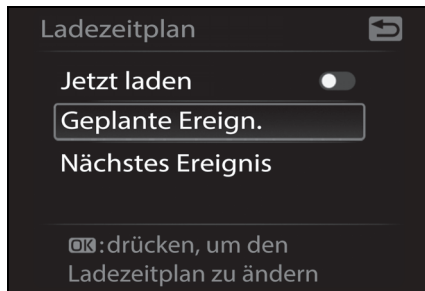 Ladezeitplan
Jetzt laden
Geplante Ereign.
Nächstes Ereignis
OK:drücken, um den
Ladezeitplan zu ändern